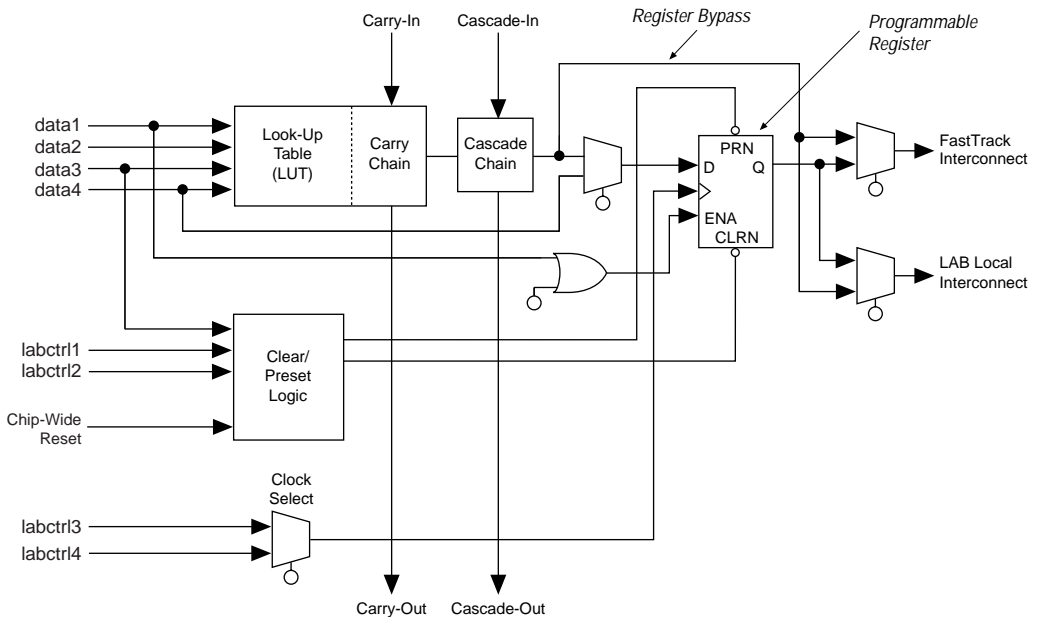 Carry-In
Cascade-In
Register Bypass
Programmable
Register
data1
data2
data3
data4
Look-Up
Table
(LUT)
Carry
Chain
Cascade
Chain
PRN
D
Q
ENA
CLRN
FastTrack
Interconnect
LAB Local
Interconnect
labctrl1
labctrl2
Clear/
Preset
Logic
Chip-Wide
Reset
Clock
Select
labctrl3
labctrl4
Carry-Out
Cascade-Out